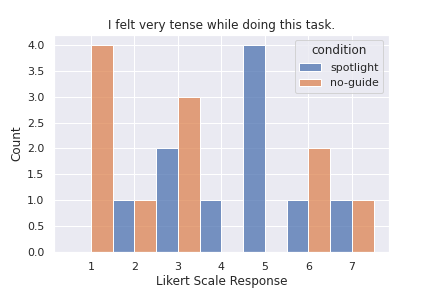 I felt very tense while doing this task.
condition
spotlight
no-guide
4.0
3.5
3.0
2.5
2.0
1.5
1.0
0.5
0.0
Count
1 2 3 4 5 6 7
Likert Scale Response